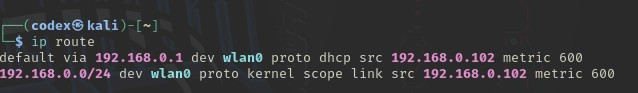 ┌──(codex㉿kali)-[~]
└─$ ip route
default via 192.168.0.1 dev wlan0 proto dhcp src 192.168.0.102 metric 600
192.168.0.0/24 dev wlan0 proto kernel scope link src 192.168.0.102 metric 600